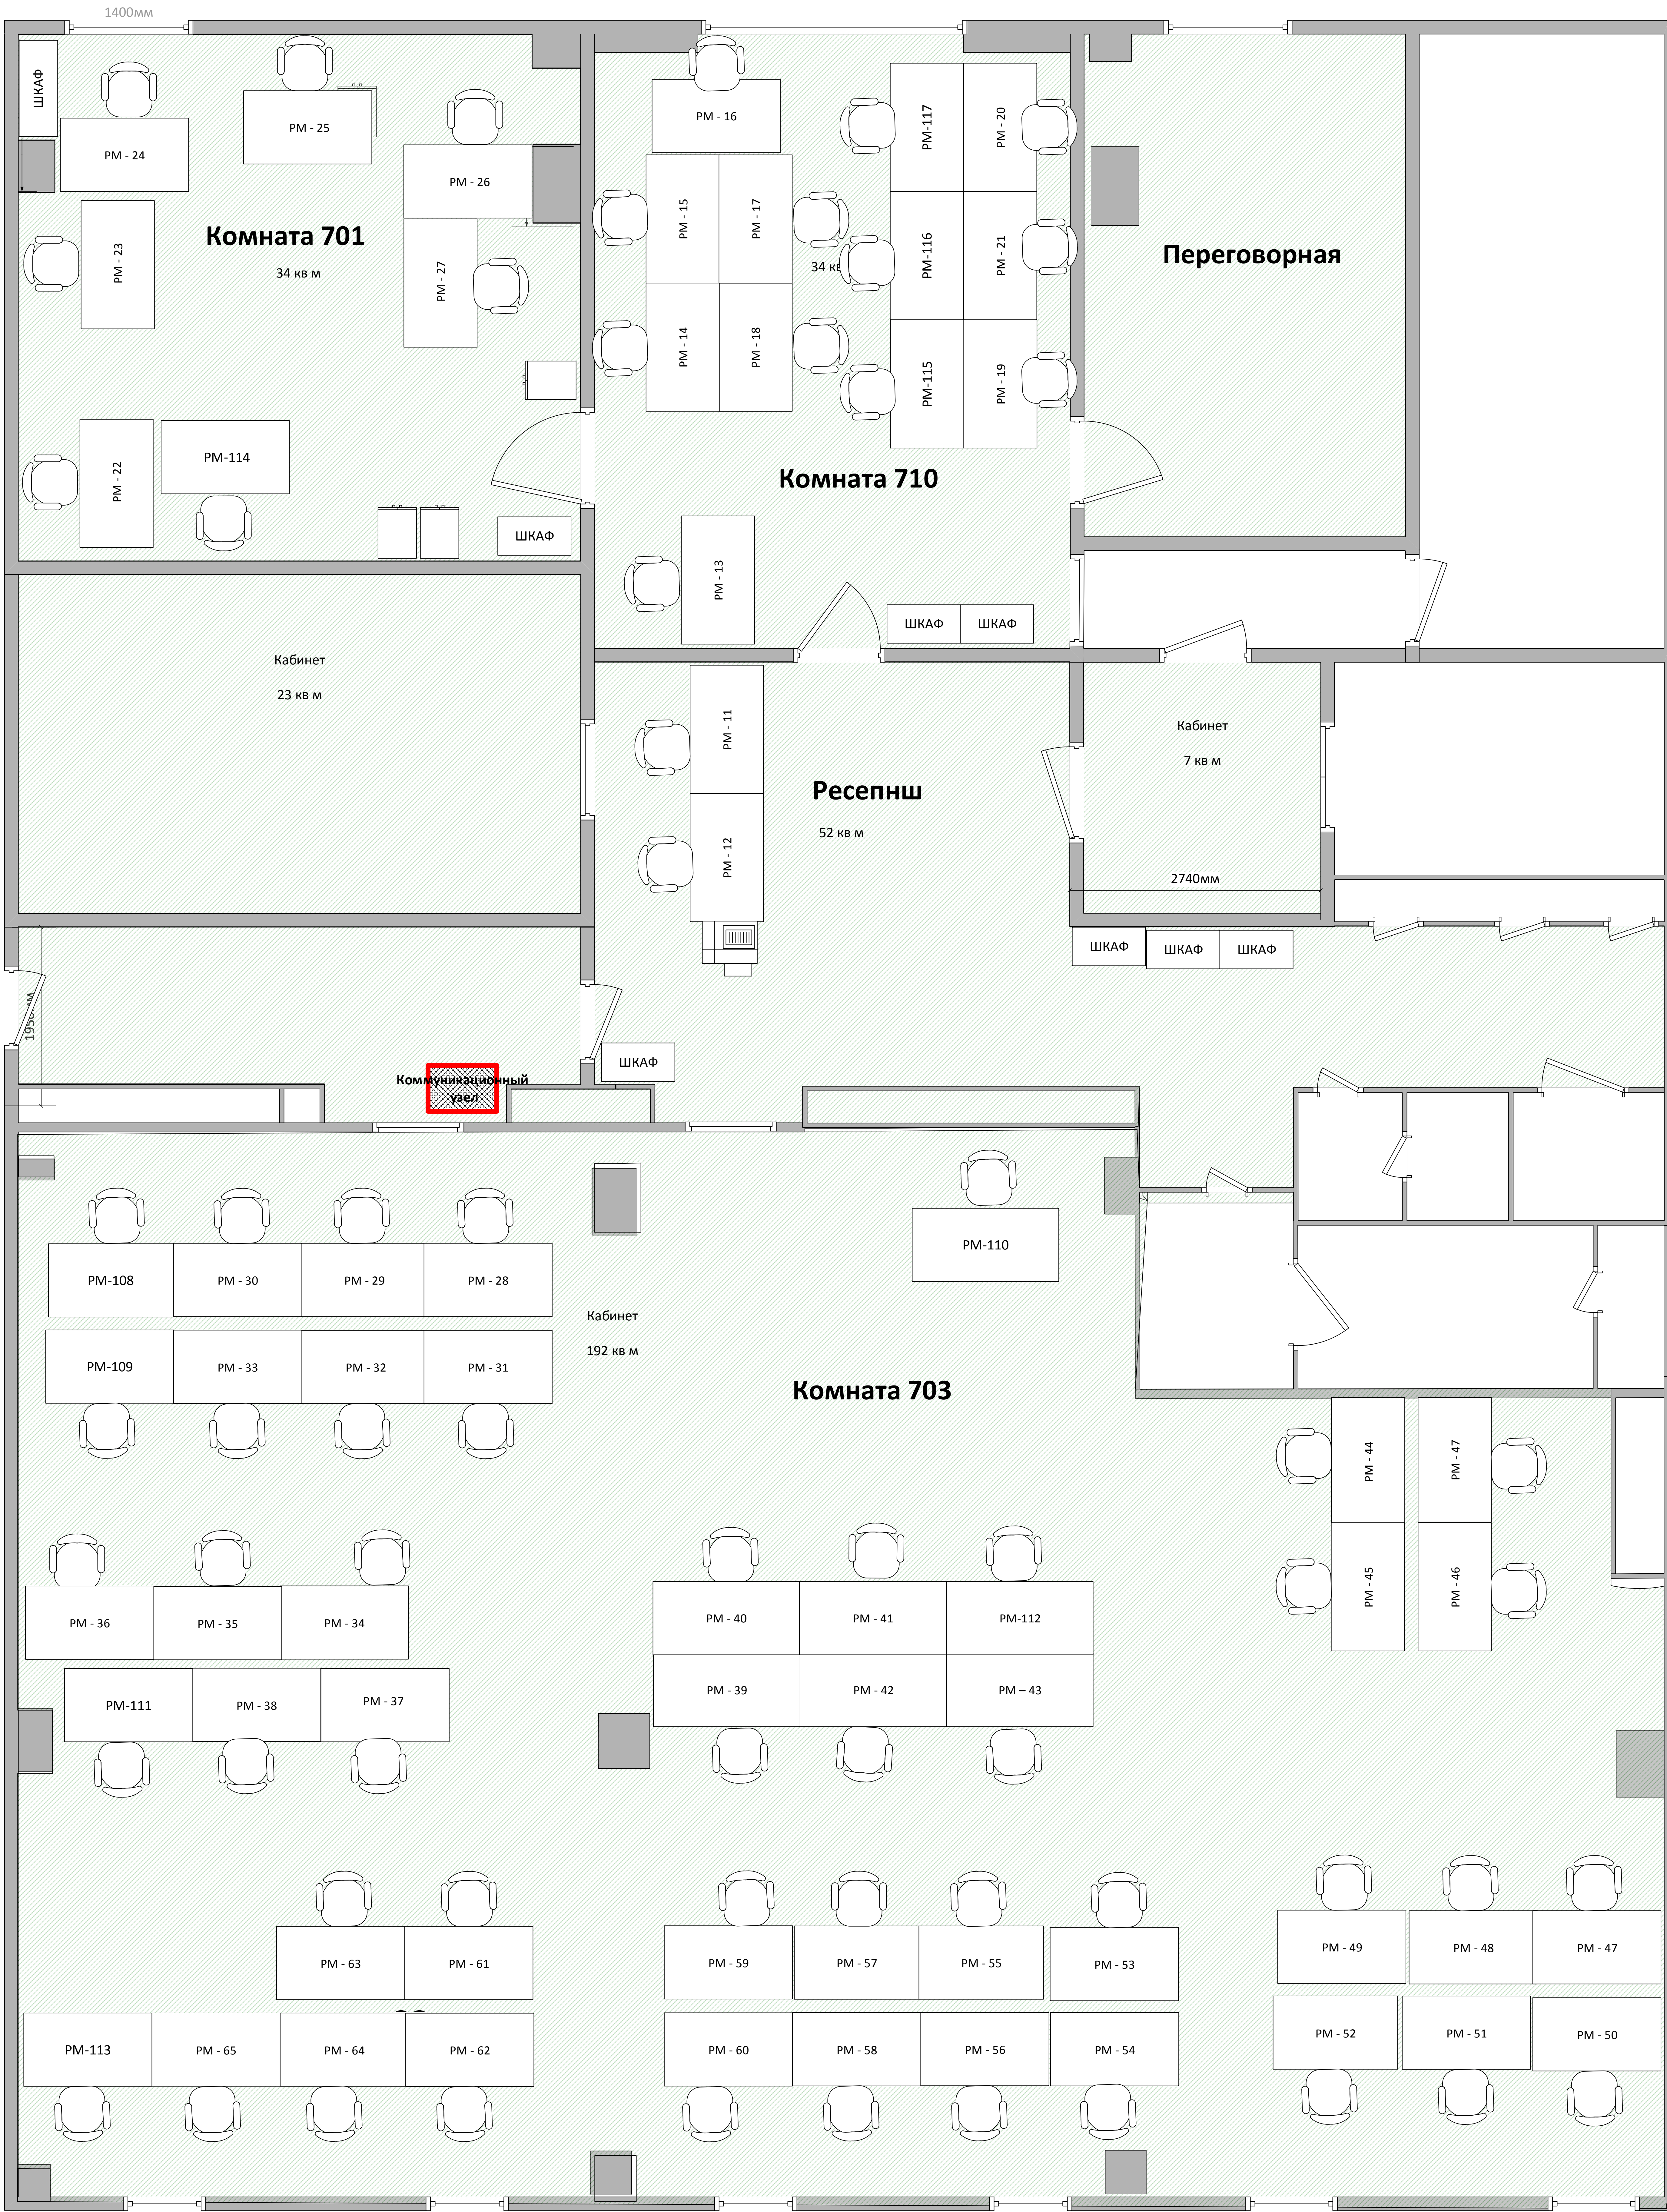 1400мм
ШКАФ
РМ - 24
РМ - 25
РМ - 26
РМ - 23
РМ - 27
Комната 701
34 кв м
РМ - 22
РМ-114
ШКАФ
РМ - 16
РМ - 15
РМ - 17
РМ - 14
РМ - 18
34 кв
РМ-117
РМ - 20
РМ-116
РМ - 21
РМ-115
РМ - 19
Комната 710
РМ - 13
ШКАФ
ШКАФ
Переговорная
Кабинет
23 кв м
РМ - 11
РМ - 12
Ресепнш
52 кв м
Кабинет
7 кв м
2740мм
ШКАФ
ШКАФ
ШКАФ
ШКАФ
Коммуникационный
узел
РМ-108
РМ - 30
РМ - 29
РМ - 28
РМ-109
РМ - 33
РМ - 32
РМ - 31
РМ-110
Кабинет
192 кв м
Комната 703
РМ - 44
РМ - 47
РМ - 45
РМ - 46
РМ - 36
РМ - 35
РМ - 34
РМ-111
РМ - 38
РМ - 37
РМ - 40
РМ - 41
РМ-112
РМ - 39
РМ - 42
РМ – 43
РМ - 63
РМ - 61
РМ-113
РМ - 65
РМ - 64
РМ - 62
РМ - 59
РМ - 57
РМ - 55
РМ - 53
РМ - 60
РМ - 58
РМ - 56
РМ - 54
РМ - 49
РМ - 48
РМ - 47
РМ - 52
РМ - 51
РМ - 50